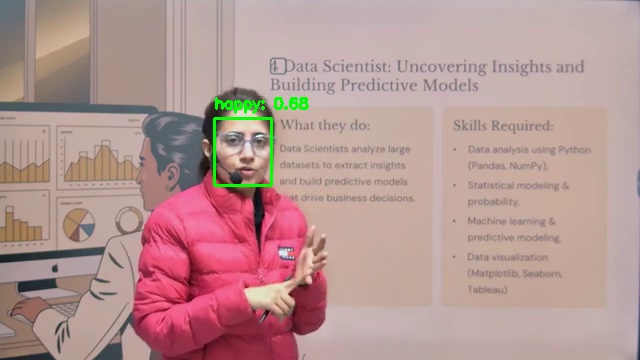 4 Data Scientist: Uncovering Insights and
Building Predictive Models
happy: 0.68
What they do:
Data Scientists analyze large
datasets to extract insights
and build predictive models
that drive business decisions.
Skills Required:
• Data analysis using Python
(Pandas, NumPy),
• Statistical modeling &
probability,
• Machine learning &
predictive modeling,
• Data visualization
(Matplotlib, Seaborn,
Tableau)
TOMMY